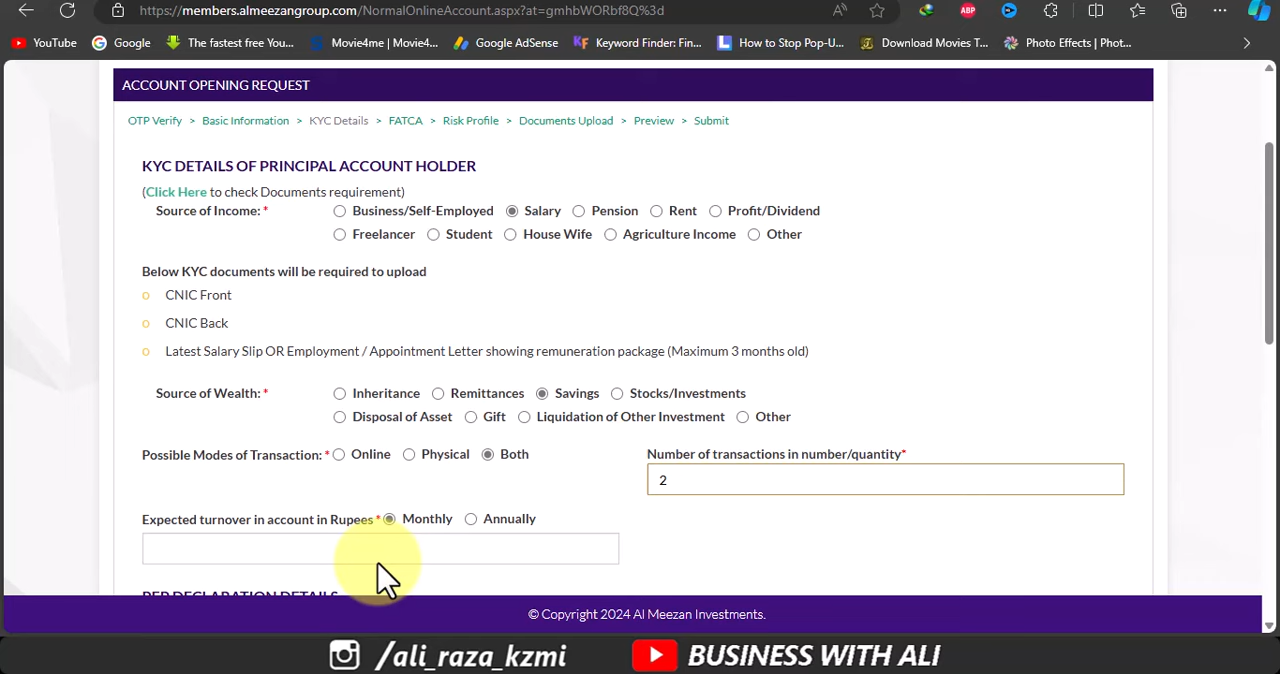 https://members.almeezangroup.com/NormalOnlineAccount.aspx?at=gmhbWORbf8Q%3d
YouTube Google The fastest free You... Movie4me | Movie4... Google AdSense Keyword Finder: Fin... How to Stop Pop-U... Download Movies T... Photo Effects | Phot...
ACCOUNT OPENING REQUEST
OTP Verify > Basic Information > KYC Details > FATCA > Risk Profile > Documents Upload > Preview > Submit
KYC DETAILS OF PRINCIPAL ACCOUNT HOLDER
(Click Here to check Documents requirement)
Source of Income: * Business/Self-Employed Salary Pension Rent Profit/Dividend
Freelancer Student House Wife Agriculture Income Other
Below KYC documents will be required to upload
o CNIC Front
o CNIC Back
o Latest Salary Slip OR Employment / Appointment Letter showing remuneration package (Maximum 3 months old)
Source of Wealth: * Inheritance Remittances Savings Stocks/Investments
Disposal of Asset Gift Liquidation of Other Investment Other
Possible Modes of Transaction: * Online Physical Both Number of transactions in number/quantity*
2
Expected turnover in account in Rupees * Monthly Annually
PEP DECLARATION DETAILS
© Copyright 2024 Al Meezan Investments.
/ali_raza_kzmi BUSINESS WITH ALI